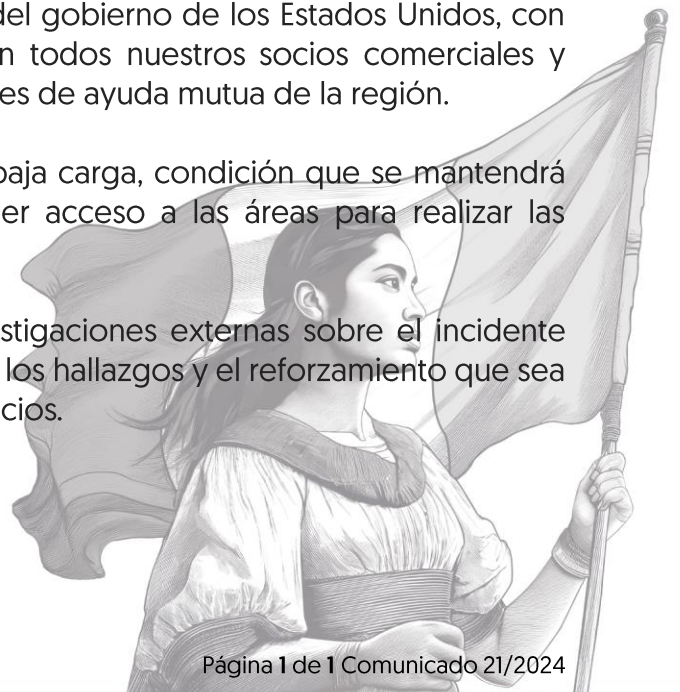 del gobierno de los Estados Unidos, con
n todos nuestros socios comerciales y
es de ayuda mutua de la región.
baja carga, condición que se mantendrá
er acceso a las áreas para realizar las
stigaciones externas sobre el incidente
los hallazgos y el reforzamiento que sea
cios.
Página 1 de 1 Comunicado 21/2024